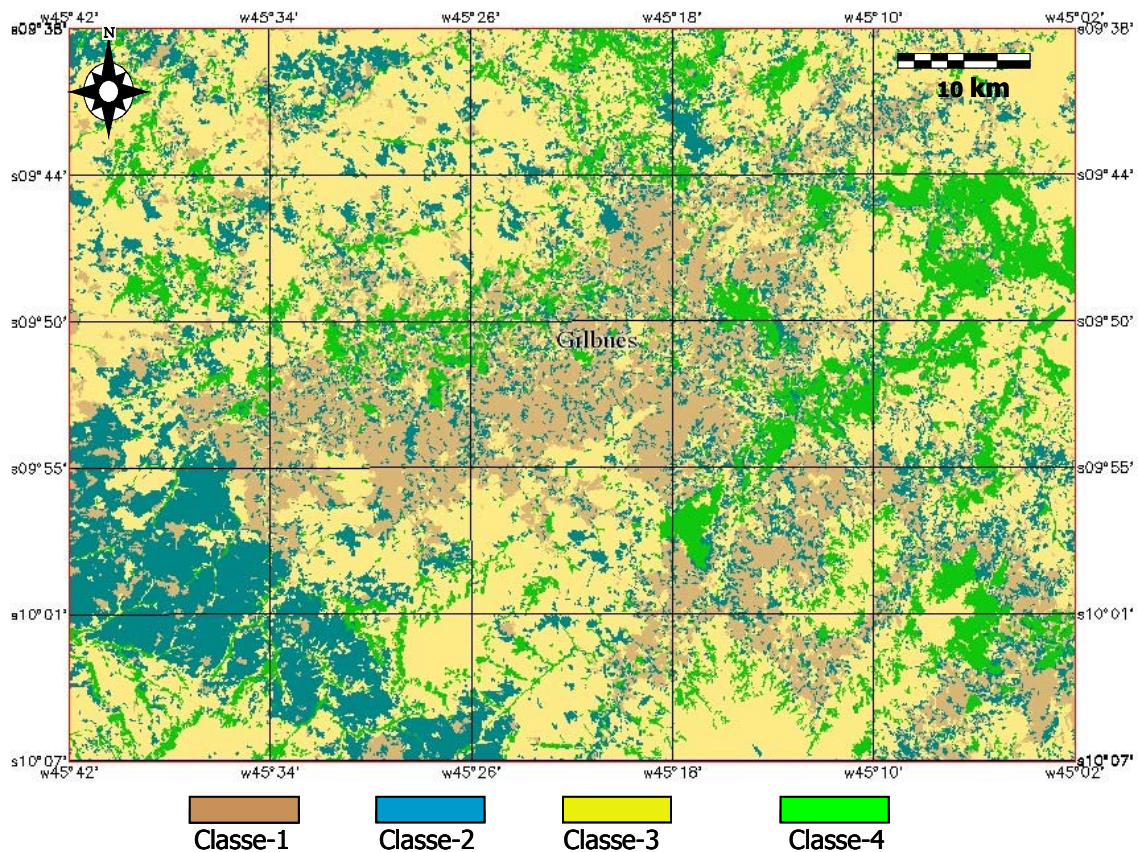 w45°42' w45°34' w45°26' w45°18' w45°10' w45°02'
s09°38' s09°38'
N
10 km
s09°44' s09°44'
s09°50' s09°50'
Gilbues
s09°55' s09°55'
s10°01' s10°01'
s10°07' s10°07'
w45°42' w45°34' w45°26' w45°18' w45°10' w45°02'
Classe-1 Classe-2 Classe-3 Classe-4